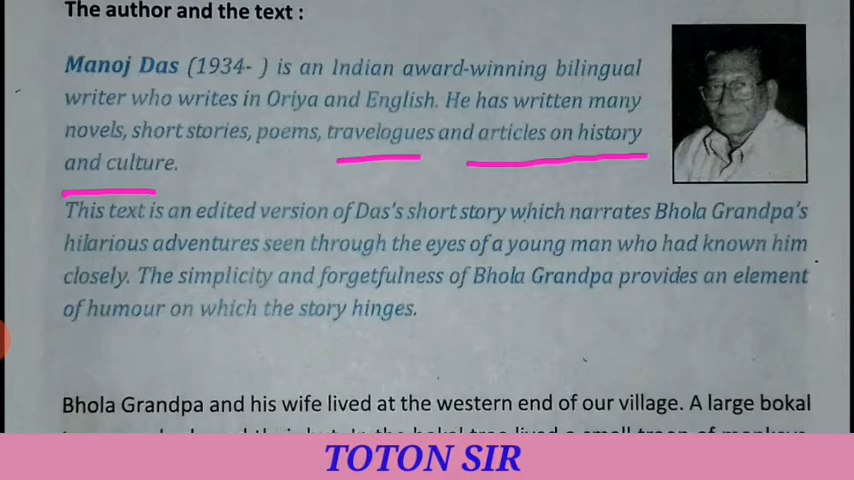 The author and the text :
Manoj Das (1934- ) is an Indian award-winning bilingual
writer who writes in Oriya and English. He has written many
novels, short stories, poems, travelogues and articles on history
and culture.
This text is an edited version of Das's short story which narrates Bhola Grandpa's
hilarious adventures seen through the eyes of a young man who had known him
closely. The simplicity and forgetfulness of Bhola Grandpa provides an element
of humour on which the story hinges.
Bhola Grandpa and his wife lived at the western end of our village. A large bokal
TOTON SIR